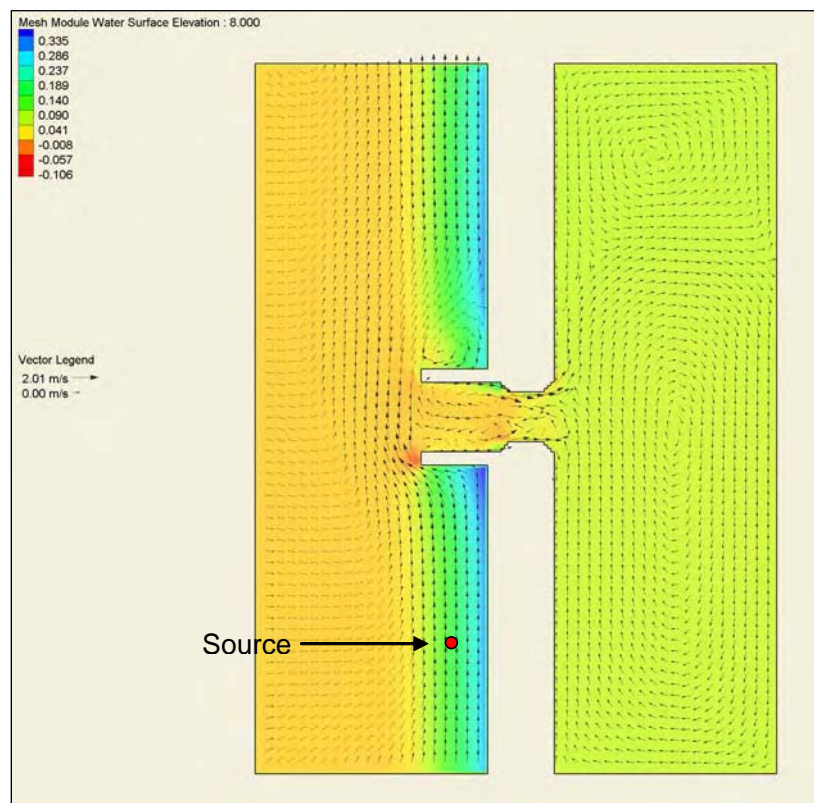 Mesh Module Water Surface Elevation : 8.000
0.335
0.286
0.237
0.189
0.140
0.090
0.041
-0.008
-0.057
-0.106
Vector Legend
2.01 m/s
0.00 m/s
Source